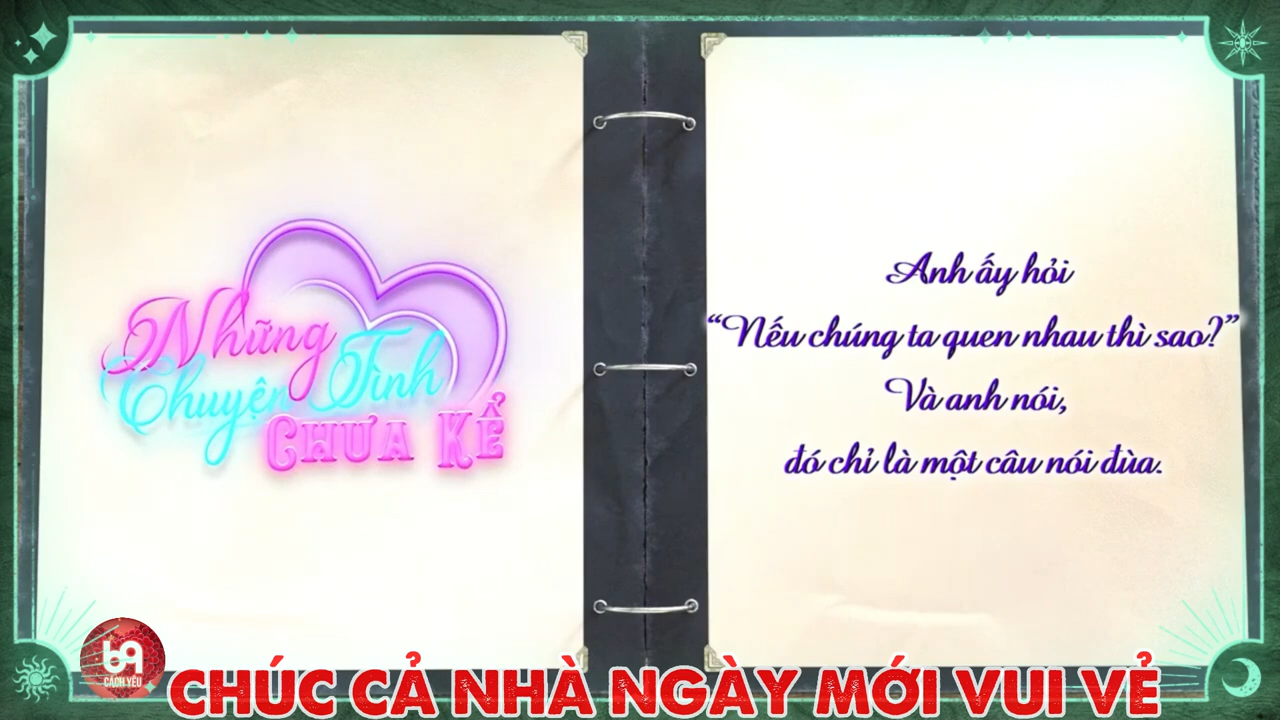 Những
Chuyện Tình
CHƯA KỂ
Anh ấy hỏi
“Nếu chúng ta quen nhau thì sao?”
Và anh nói,
đó chỉ là một câu nói đùa.
69
CÁCH YÊU
CHÚC CẢ NHÀ NGÀY MỚI VUI VẺ